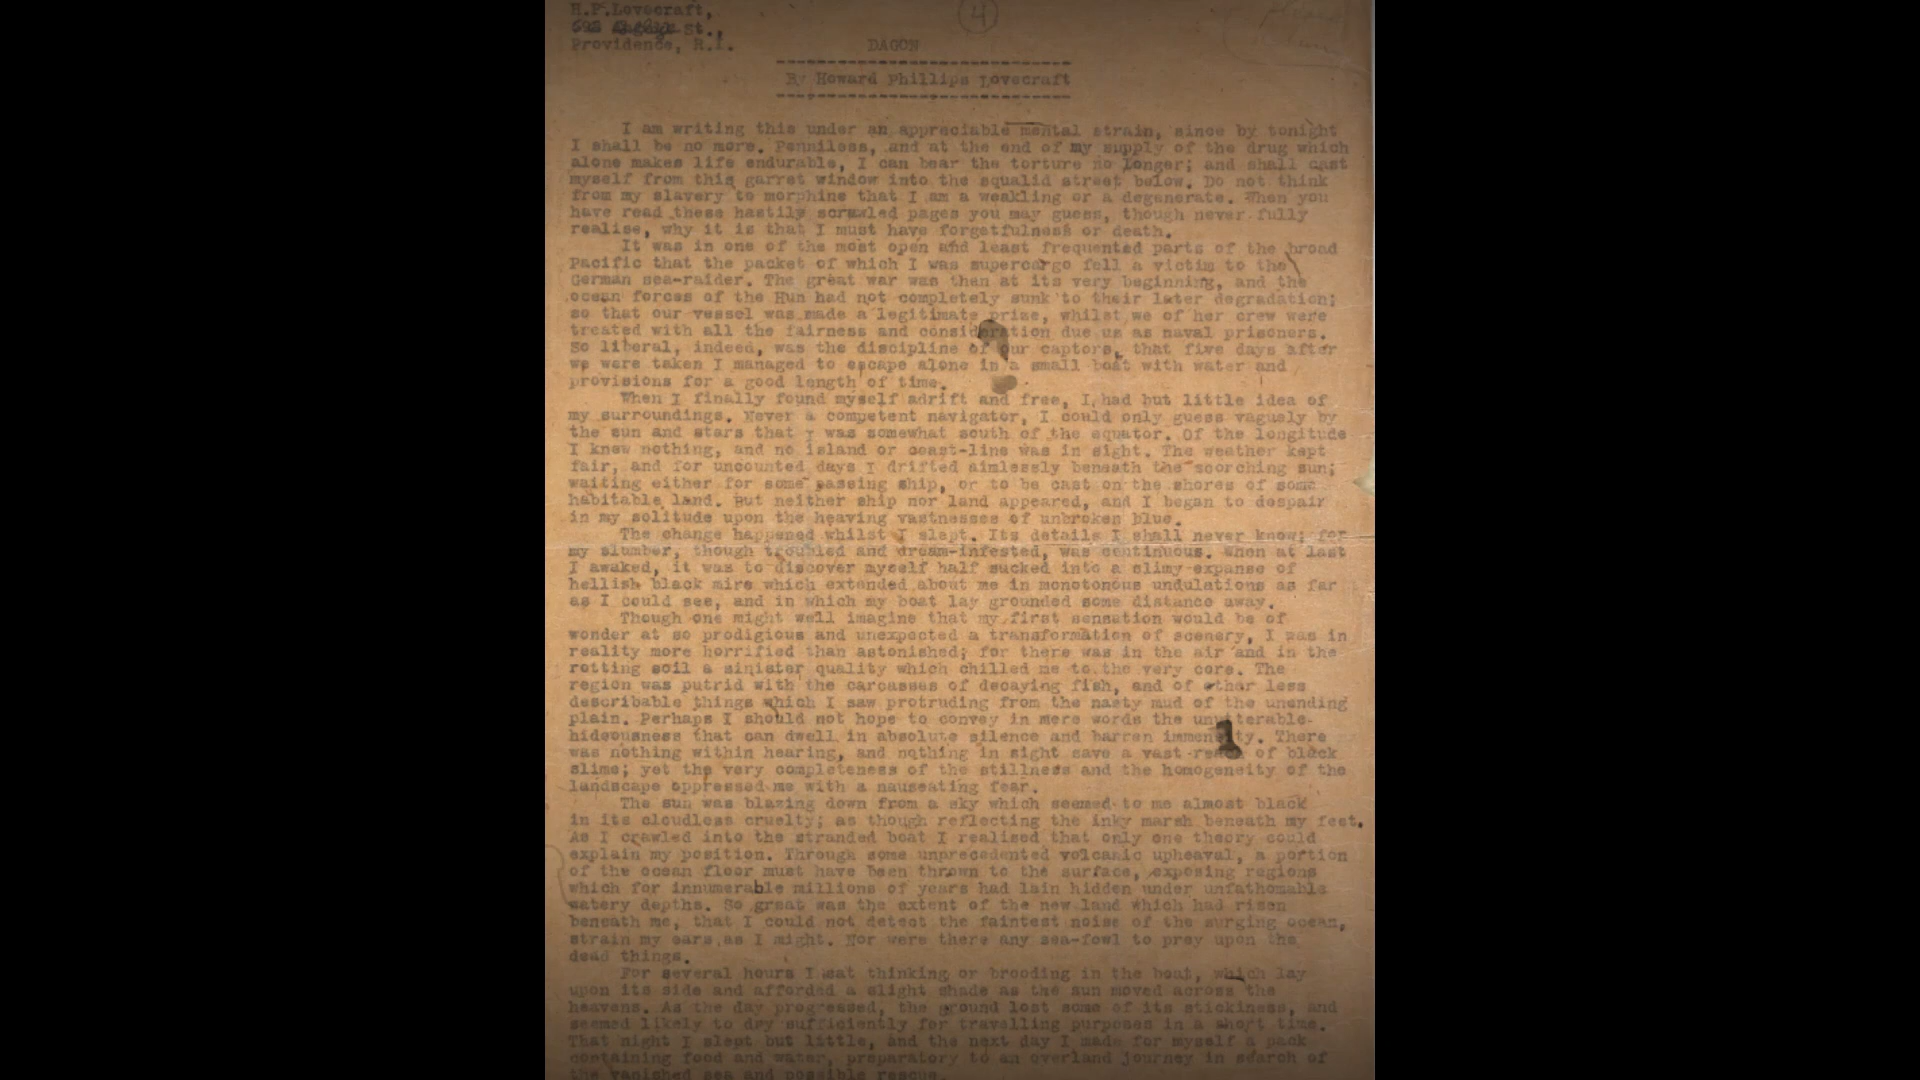 H.P.Lovecraft,
598 Angell St.,
Providence, R.I.
4
DAGON
By Howard Phillips Lovecraft
I am writing this under an appreciable mental strain, since by tonight
I shall be no more. Penniless, and at the end of my supply of the drug which
alone makes life endurable, I can bear the torture no longer; and shall cast
myself from this garret window into the squalid street below. Do not think
from my slavery to morphine that I am a weakling or a degenerate. When you
have read these hastily scrawled pages you may guess, though never fully
realise, why it is that I must have forgetfulness or death.
It was in one of the most open and least frequented parts of the broad
Pacific that the packet of which I was supercargo fell a victim to the
German sea-raider. The great war was then at its very beginning, and the
ocean forces of the Hun had not completely sunk to their later degradation;
so that our vessel was made a legitimate prize, whilst we of her crew were
treated with all the fairness and consideration due us as naval prisoners.
So liberal, indeed, was the discipline of our captors, that five days after
we were taken I managed to escape alone in a small boat with water and
provisions for a good length of time.
When I finally found myself adrift and free, I had but little idea of
my surroundings. Never a competent navigator, I could only guess vaguely by
the sun and stars that I was somewhat south of the equator. Of the longitude
I knew nothing, and no island or coast-line was in sight. The weather kept
fair, and for uncounted days I drifted aimlessly beneath the scorching sun;
waiting either for some passing ship, or to be cast on the shores of some
habitable land. But neither ship nor land appeared, and I began to despair
in my solitude upon the heaving vastnesses of unbroken blue.
The change happened whilst I slept. Its details I shall never know; for
my slumber, though troubled and dream-infested, was continuous. When at last
I awaked, it was to discover myself half sucked into a slimy expanse of
hellish black mire which extended about me in monotonous undulations as far
as I could see, and in which my boat lay grounded some distance away.
Though one might well imagine that my first sensation would be of
wonder at so prodigious and unexpected a transformation of scenery, I was in
reality more horrified than astonished; for there was in the air and in the
rotting soil a sinister quality which chilled me to the very core. The
region was putrid with the carcasses of decaying fish, and of other less
describable things which I saw protruding from the nasty mud of the unending
plain. Perhaps I should not hope to convey in mere words the unutterable
hideousness that can dwell in absolute silence and barren immensity. There
was nothing within hearing, and nothing in sight save a vast reach of black
slime; yet the very completeness of the stillness and the homogeneity of the
landscape oppressed me with a nauseating fear.
The sun was blazing down from a sky which seemed to me almost black
in its cloudless cruelty; as though reflecting the inky marsh beneath my feet.
As I crawled into the stranded boat I realised that only one theory could
explain my position. Through some unprecedented volcanic upheaval, a portion
of the ocean floor must have been thrown to the surface, exposing regions
which for innumerable millions of years had lain hidden under unfathomable
watery depths. So great was the extent of the new land which had risen
beneath me, that I could not detect the faintest noise of the surging ocean,
strain my ears as I might. Nor were there any sea-fowl to prey upon the
dead things.
For several hours I sat thinking or brooding in the boat, which lay
upon its side and afforded a slight shade as the sun moved across the
heavens. As the day progressed, the ground lost some of its stickiness, and
seemed likely to dry sufficiently for travelling purposes in a short time.
That night I slept but little, and the next day I made for myself a pack
containing food and water, preparatory to an overland journey in search of
the vanished sea and possible rescue.